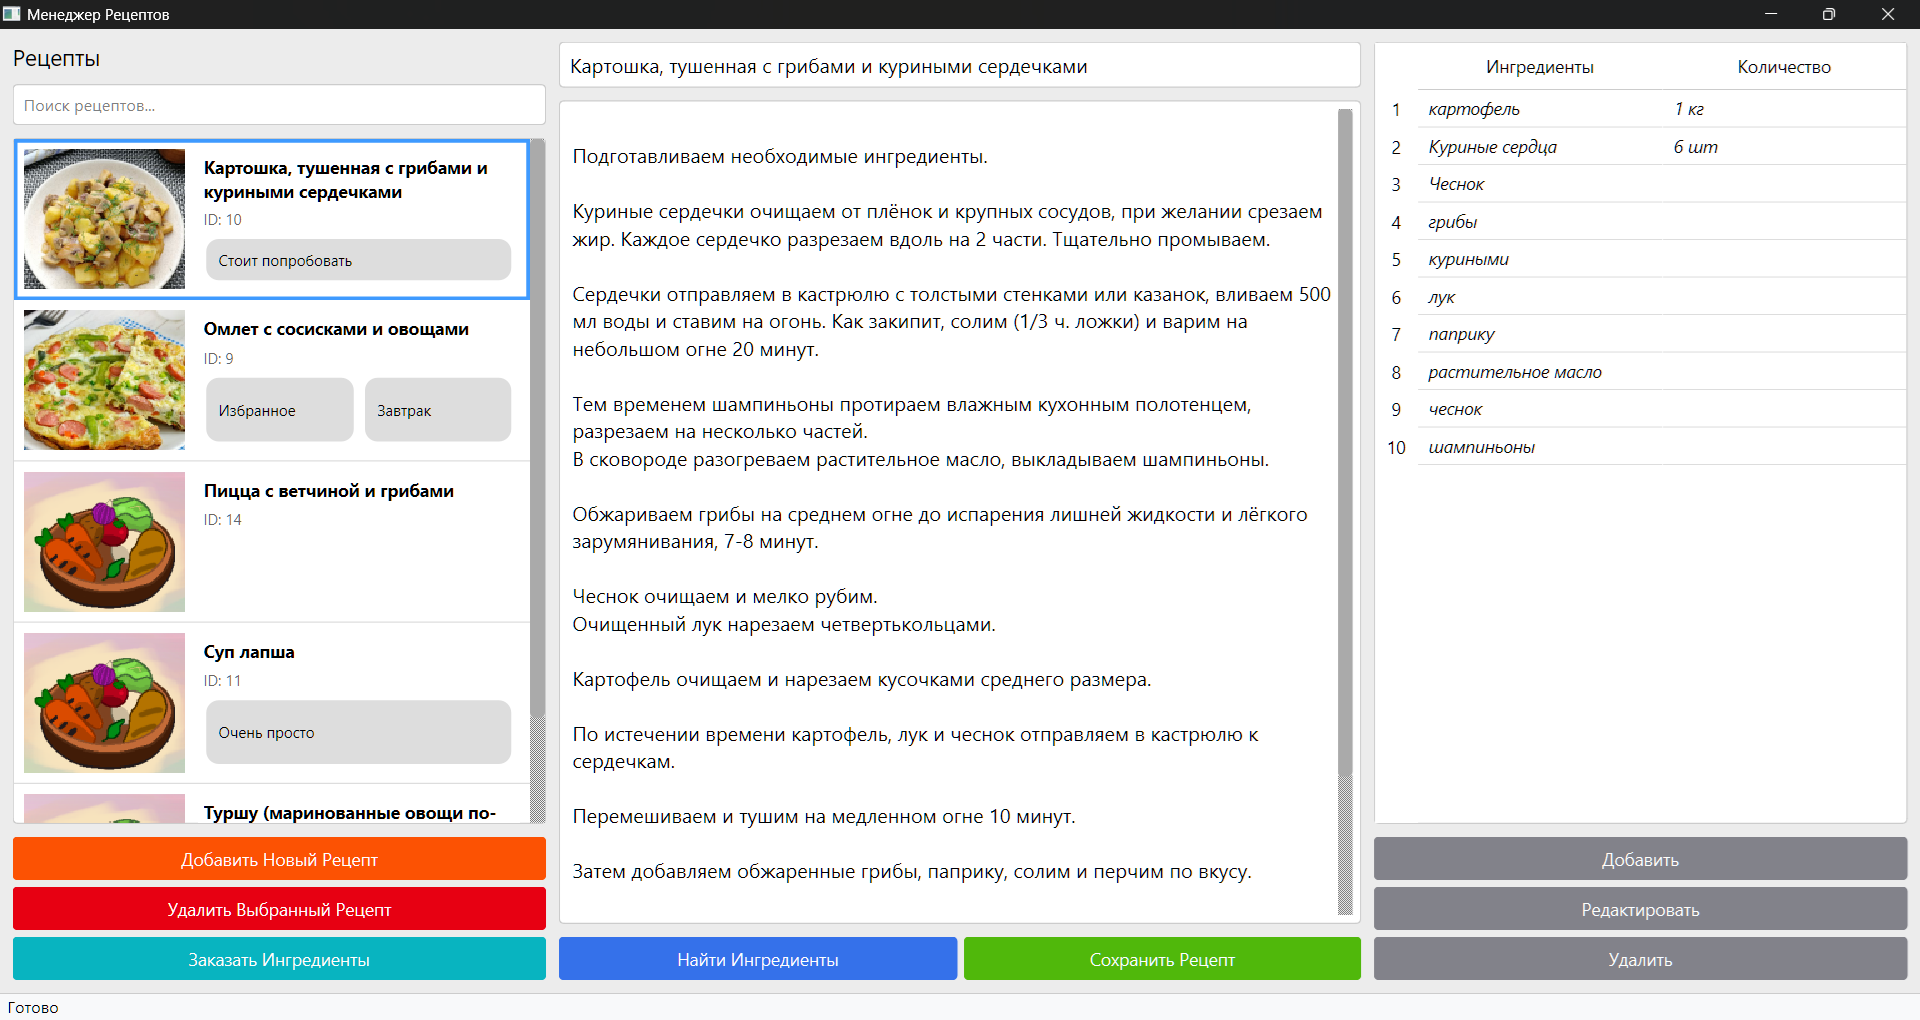 Менеджер Рецептов
Рецепты
Поиск рецептов...
Картошка, тушенная с грибами и
куриными сердечками
ID: 10
Стоит попробовать
Омлет с сосисками и овощами
ID: 9
Избранное
Завтрак
Пицца с ветчиной и грибами
ID: 14
Суп лапша
ID: 11
Очень просто
Туршу (маринованные овощи по-
Добавить Новый Рецепт
Удалить Выбранный Рецепт
Заказать Ингредиенты
Картошка, тушенная с грибами и куриными сердечками
Подготавливаем необходимые ингредиенты.
Куриные сердечки очищаем от плёнок и крупных сосудов, при желании срезаем
жир. Каждое сердечко разрезаем вдоль на 2 части. Тщательно промываем.
Сердечки отправляем в кастрюлю с толстыми стенками или казанок, вливаем 500
мл воды и ставим на огонь. Как закипит, солим (1/3 ч. ложки) и варим на
небольшом огне 20 минут.
Тем временем шампиньоны протираем влажным кухонным полотенцем,
разрезаем на несколько частей.
В сковороде разогреваем растительное масло, выкладываем шампиньоны.
Обжариваем грибы на среднем огне до испарения лишней жидкости и лёгкого
зарумянивания, 7-8 минут.
Чеснок очищаем и мелко рубим.
Очищенный лук нарезаем четвертькольцами.
Картофель очищаем и нарезаем кусочками среднего размера.
По истечении времени картофель, лук и чеснок отправляем в кастрюлю к
сердечкам.
Перемешиваем и тушим на медленном огне 10 минут.
Затем добавляем обжаренные грибы, паприку, солим и перчим по вкусу.
Найти Ингредиенты
Сохранить Рецепт
Ингредиенты Количество
1 картофель 1 кг
2 Куриные сердца 6 шт
3 Чеснок
4 грибы
5 куриными
6 лук
7 паприку
8 растительное масло
9 чеснок
10 шампиньоны
Добавить
Редактировать
Удалить
Готово